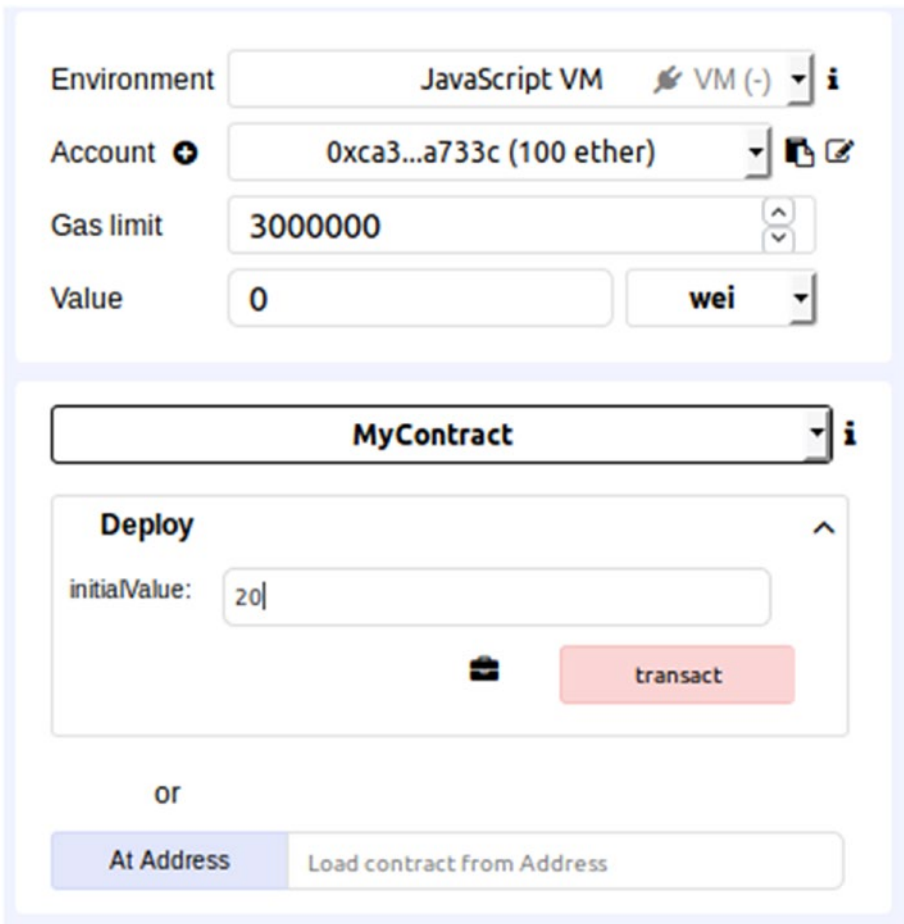 Environment JavaScript VM VM (-) i
Account 0xca3...a733c (100 ether)
Gas limit 3000000
Value 0 wei
MyContract i
Deploy
initialValue: 20
transact
or
At Address Load contract from Address